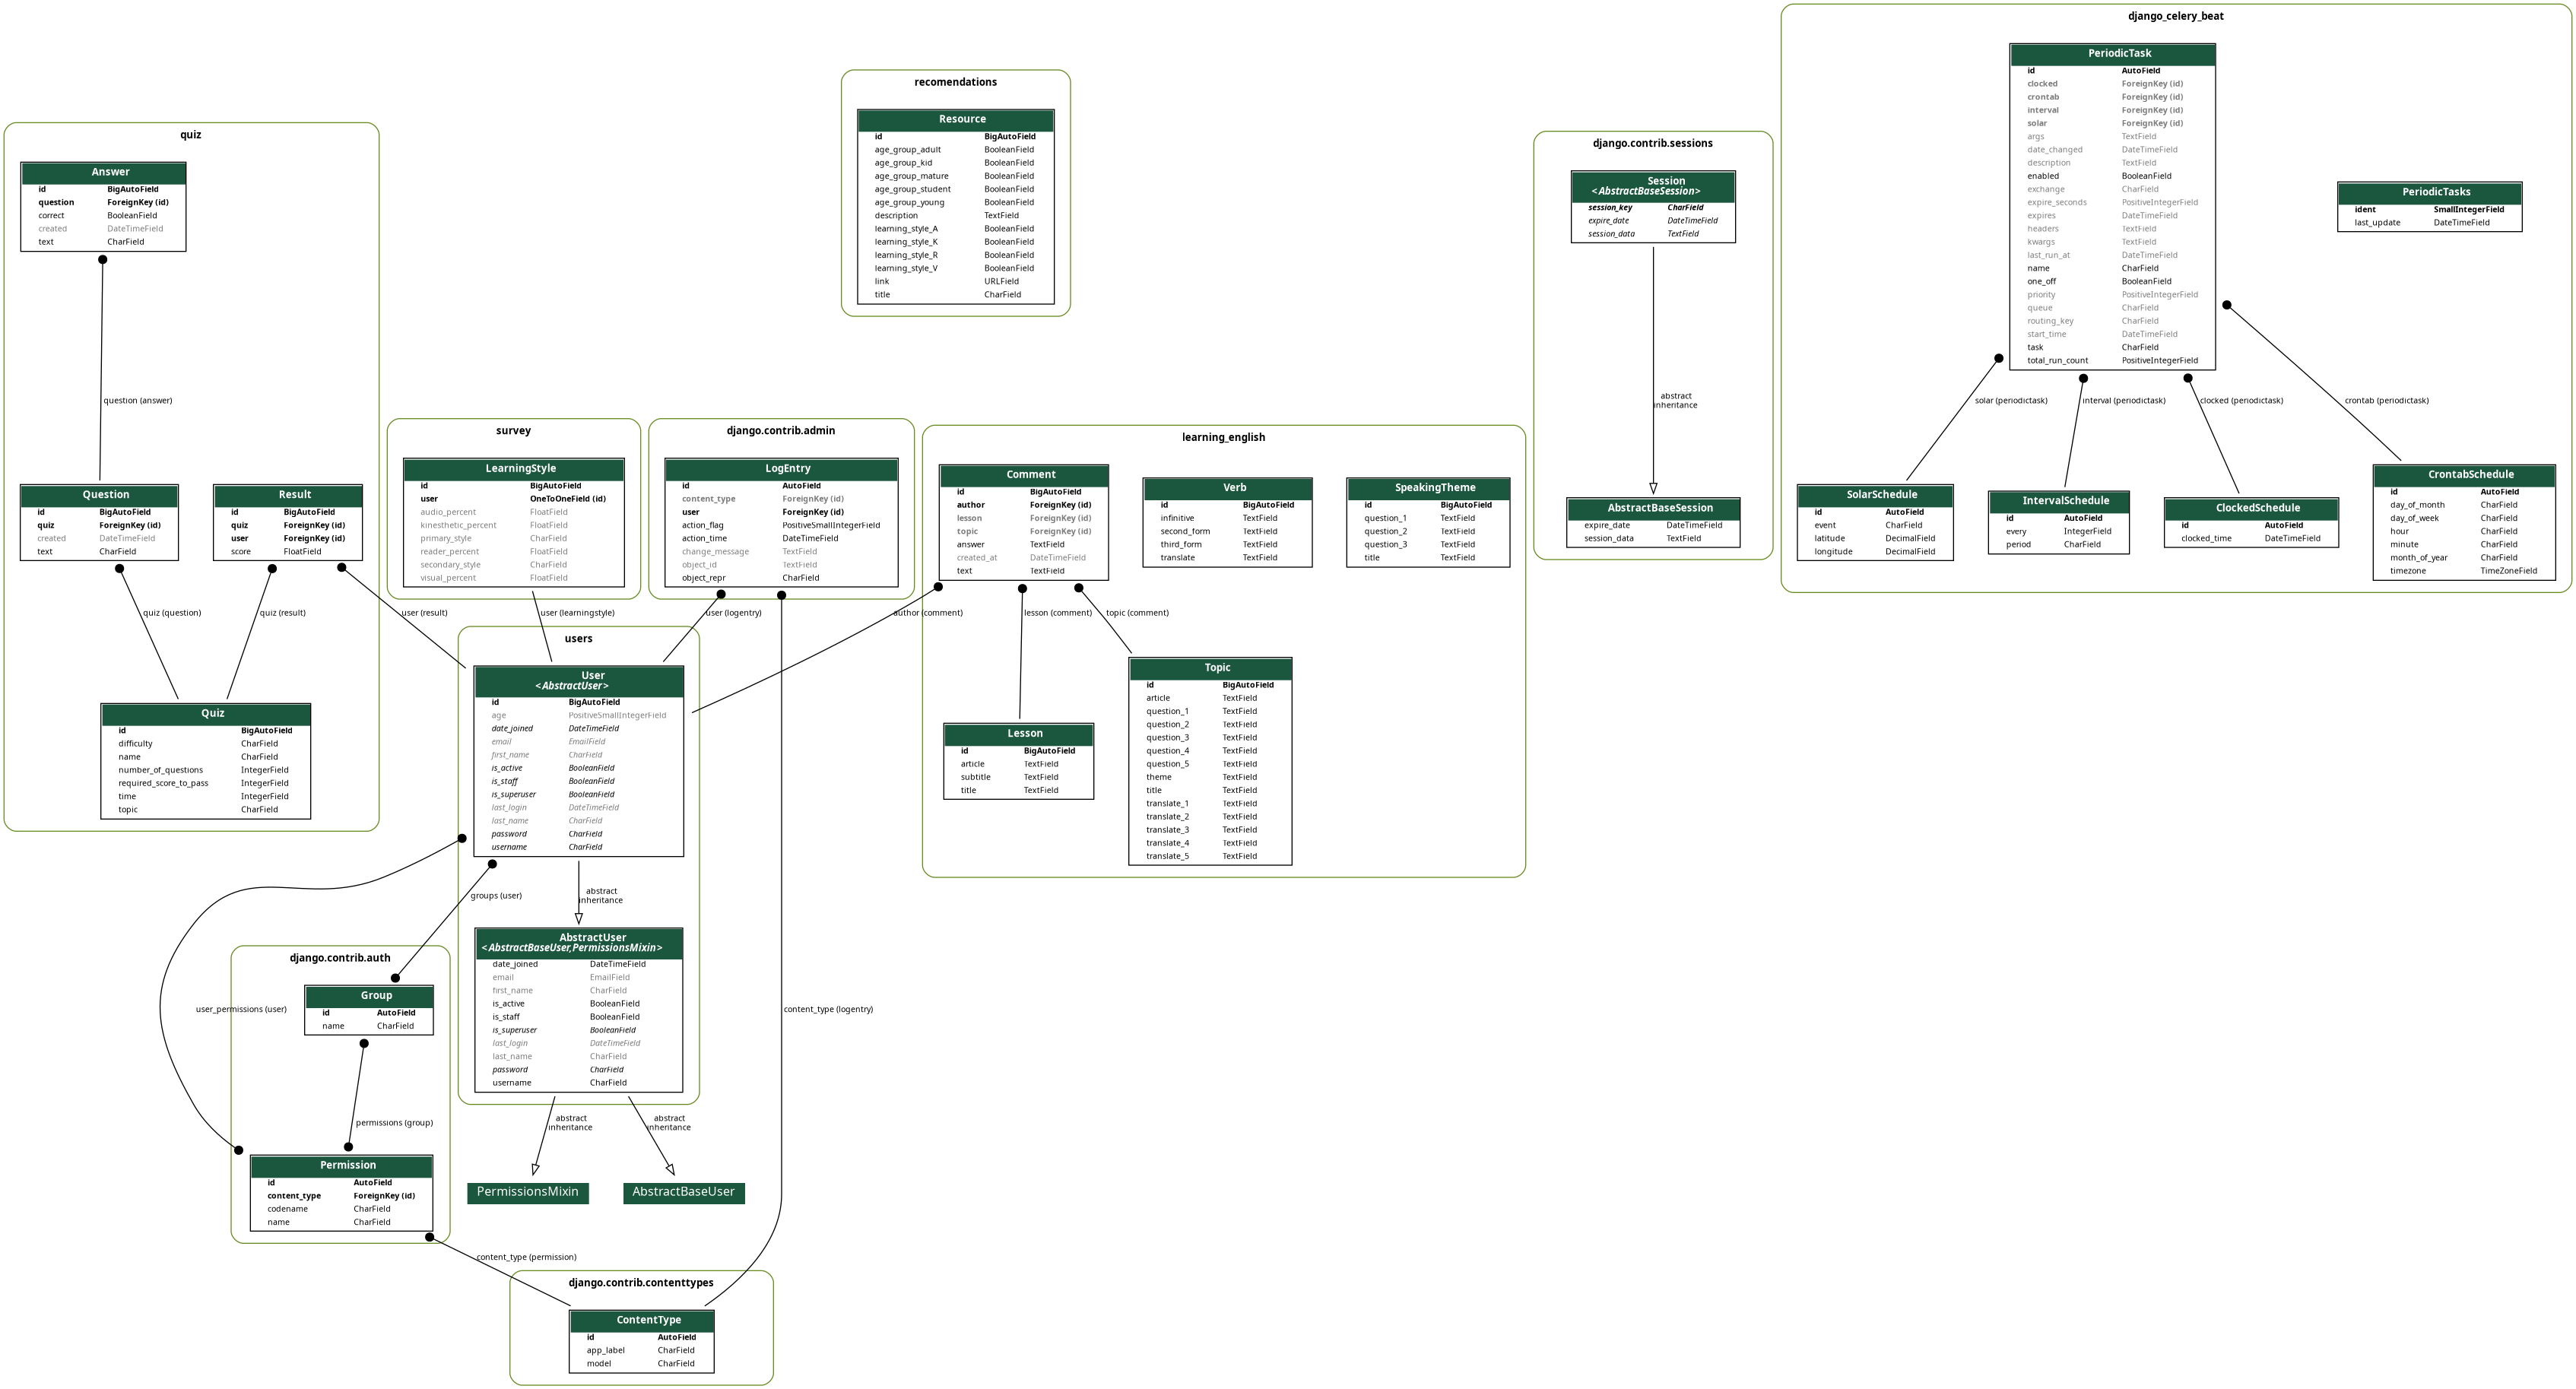 quiz
Answer
id BigAutoField
question ForeignKey (id)
correct BooleanField
created DateTimeField
text CharField
question (answer)
Question
id BigAutoField
quiz ForeignKey (id)
created DateTimeField
text CharField
Result
id BigAutoField
quiz ForeignKey (id)
user ForeignKey (id)
score FloatField
quiz (question)
quiz (result)
user (result)
Quiz
id BigAutoField
difficulty CharField
name CharField
number_of_questions IntegerField
required_score_to_pass IntegerField
time IntegerField
topic CharField
survey
LearningStyle
id BigAutoField
user OneToOneField (id)
audio_percent FloatField
kinesthetic_percent FloatField
primary_style CharField
reader_percent FloatField
secondary_style CharField
visual_percent FloatField
user (learningstyle)
django.contrib.admin
LogEntry
id AutoField
content_type ForeignKey (id)
user ForeignKey (id)
action_flag PositiveSmallIntegerField
action_time DateTimeField
change_message TextField
object_id TextField
object_repr CharField
user (logentry)
content_type (logentry)
recomendations
Resource
id BigAutoField
age_group_adult BooleanField
age_group_kid BooleanField
age_group_mature BooleanField
age_group_student BooleanField
age_group_young BooleanField
description TextField
learning_style_A BooleanField
learning_style_K BooleanField
learning_style_R BooleanField
learning_style_V BooleanField
link URLField
title CharField
learning_english
Comment
id BigAutoField
author ForeignKey (id)
lesson ForeignKey (id)
topic ForeignKey (id)
answer TextField
created_at DateTimeField
text TextField
Verb
id BigAutoField
infinitive TextField
second_form TextField
third_form TextField
translate TextField
SpeakingTheme
id BigAutoField
question_1 TextField
question_2 TextField
question_3 TextField
title TextField
author (comment)
lesson (comment)
topic (comment)
Lesson
id BigAutoField
article TextField
subtitle TextField
title TextField
Topic
id BigAutoField
article TextField
question_1 TextField
question_2 TextField
question_3 TextField
question_4 TextField
question_5 TextField
theme TextField
title TextField
translate_1 TextField
translate_2 TextField
translate_3 TextField
translate_4 TextField
translate_5 TextField
users
User
<AbstractUser>
id BigAutoField
age PositiveSmallIntegerField
date_joined DateTimeField
email EmailField
first_name CharField
is_active BooleanField
is_staff BooleanField
is_superuser BooleanField
last_login DateTimeField
last_name CharField
password CharField
username CharField
groups (user)
user_permissions (user)
abstract
inheritance
AbstractUser
<AbstractBaseUser,PermissionsMixin>
date_joined DateTimeField
email EmailField
first_name CharField
is_active BooleanField
is_staff BooleanField
is_superuser BooleanField
last_login DateTimeField
last_name CharField
password CharField
username CharField
abstract
inheritance
abstract
inheritance
PermissionsMixin
AbstractBaseUser
django.contrib.auth
Group
id AutoField
name CharField
permissions (group)
Permission
id AutoField
content_type ForeignKey (id)
codename CharField
name CharField
content_type (permission)
django.contrib.contenttypes
ContentType
id AutoField
app_label CharField
model CharField
django.contrib.sessions
Session
<AbstractBaseSession>
session_key CharField
expire_date DateTimeField
session_data TextField
abstract
inheritance
AbstractBaseSession
expire_date DateTimeField
session_data TextField
django_celery_beat
PeriodicTask
id AutoField
clocked ForeignKey (id)
crontab ForeignKey (id)
interval ForeignKey (id)
solar ForeignKey (id)
args TextField
date_changed DateTimeField
description TextField
enabled BooleanField
exchange CharField
expire_seconds PositiveIntegerField
expires DateTimeField
headers TextField
kwargs TextField
last_run_at DateTimeField
name CharField
one_off BooleanField
priority PositiveIntegerField
queue CharField
routing_key CharField
start_time DateTimeField
task CharField
total_run_count PositiveIntegerField
PeriodicTasks
ident SmallIntegerField
last_update DateTimeField
solar (periodictask)
interval (periodictask)
clocked (periodictask)
crontab (periodictask)
SolarSchedule
id AutoField
event CharField
latitude DecimalField
longitude DecimalField
IntervalSchedule
id AutoField
every IntegerField
period CharField
ClockedSchedule
id AutoField
clocked_time DateTimeField
CrontabSchedule
id AutoField
day_of_month CharField
day_of_week CharField
hour CharField
minute CharField
month_of_year CharField
timezone TimeZoneField